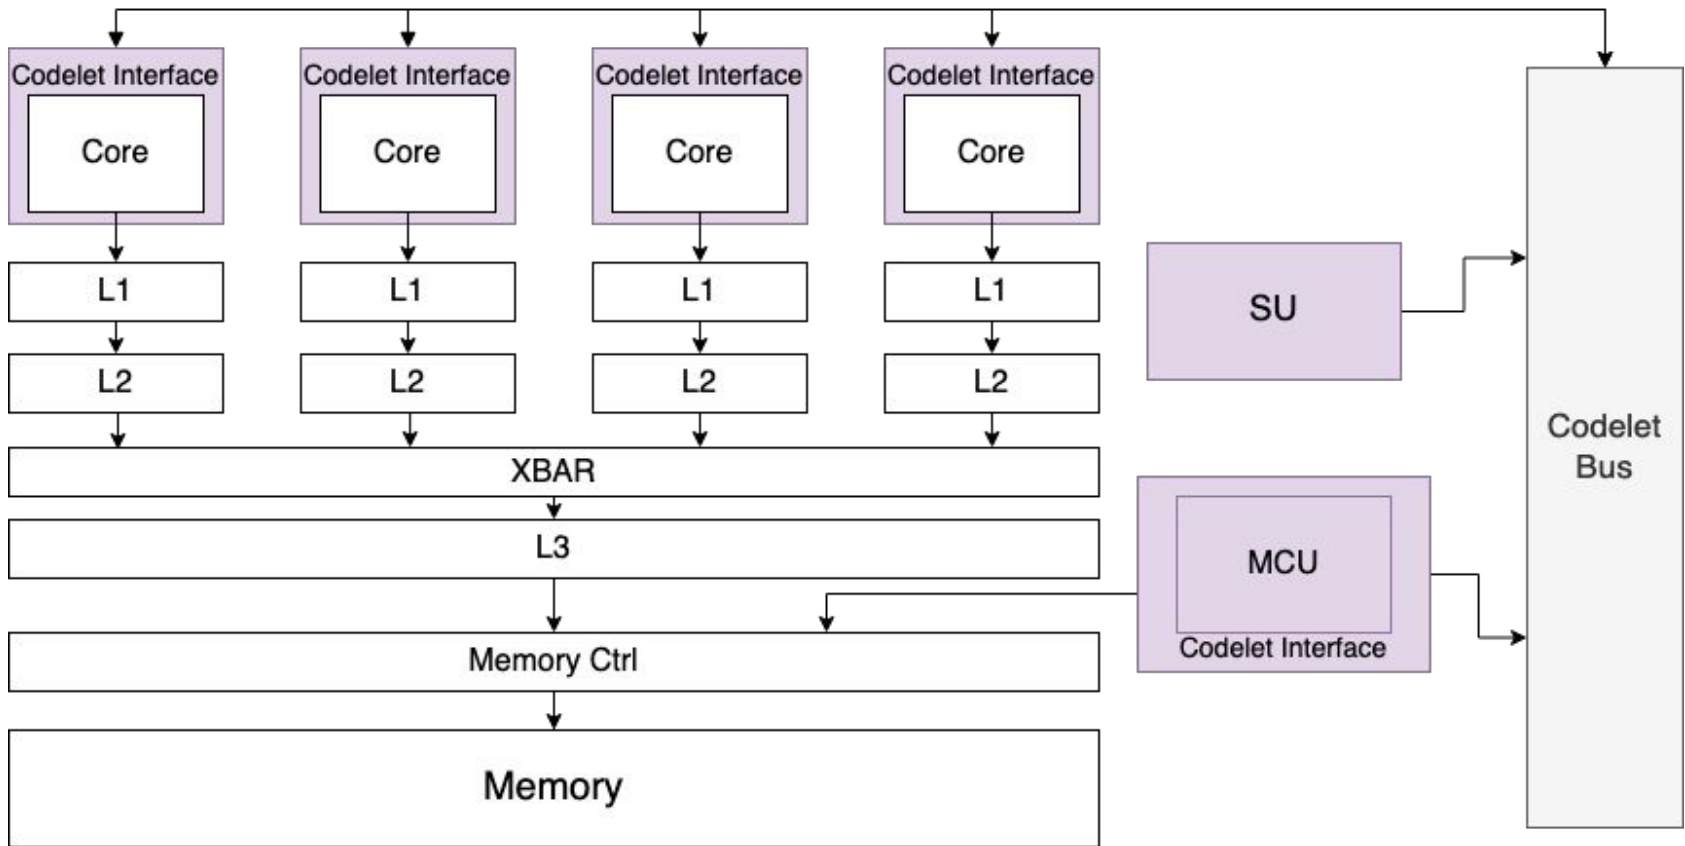 Codelet Interface
Codelet Interface
Codelet Interface
Codelet Interface
Core
Core
Core
Core
L1
L1
L1
L1
L2
L2
L2
L2
XBAR
L3
Memory Ctrl
Memory
SU
MCU
Codelet Interface
Codelet
Bus